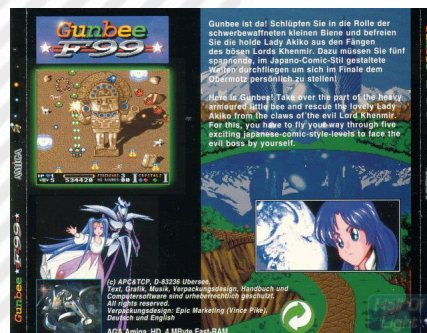 Gunbee
F-99
Gunbee ist da! Schlüpfen Sie in die Rolle der
schwerbewaffneten kleinen Biene und befreien
Sie die holde Lady Akiko aus den Fängen
des bösen Lords Khenmir. Dazu müssen Sie fünf
spannende, im Japano-Comic-Stil gestaltete
Welten durchfliegen um sich im Finale dem
Obermotz persönlich zu stellen!
Here is Gunbee! Take over the part of the heavy
armoured little bee and rescue the lovely Lady
Akiko from the claws of the evil Lord Khenmir.
For this, you have to fly your way through five
exciting japanese-comic-style-levels to face the
evil boss by yourself.
534420
CAPITAL:
AMIGA
Gunbee F-99
(c) APC&TCP, D-83236 Übersee.
Text, Grafik, Musik, Verpackungsdesign, Handbuch und
Computersoftware sind urheberrechtlich geschützt.
All rights reserved.
Verpackungsdesign: Epic Marketing (Vince Pike).
Deutsch und English
AGA Amiga, HD, 4 MByte Fast-RAM